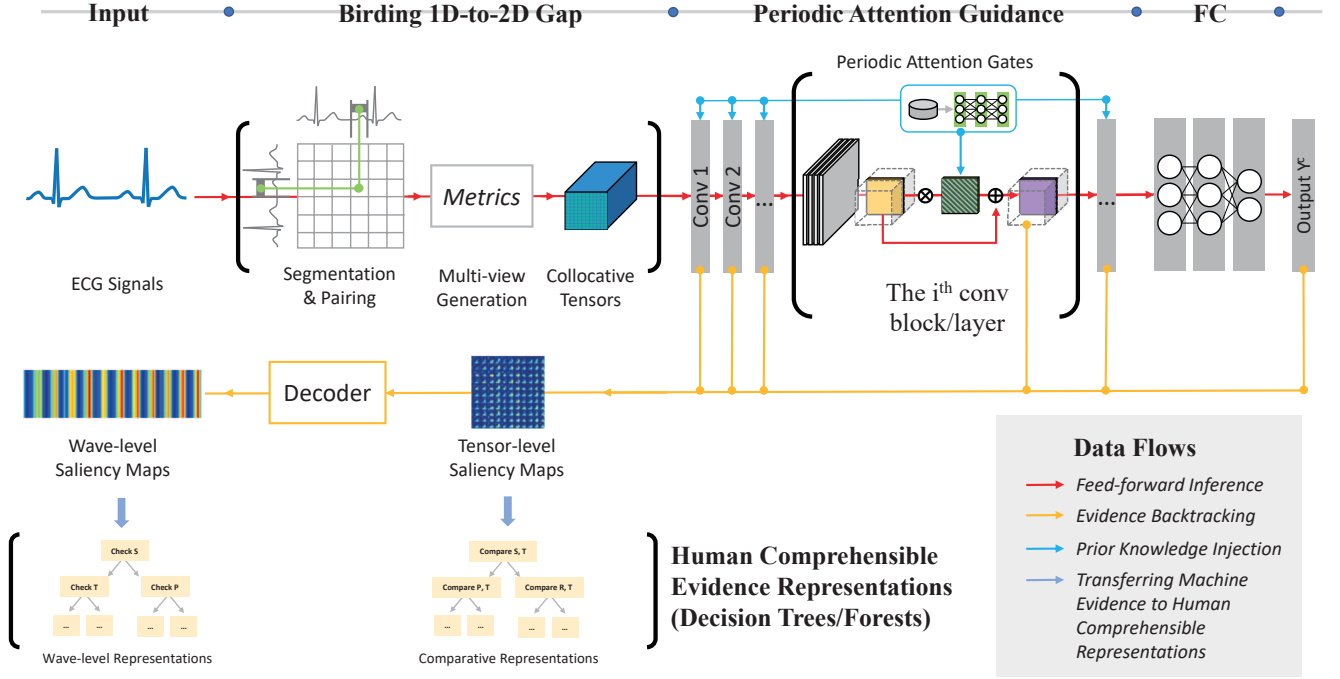 Input
Birding 1D-to-2D Gap
Periodic Attention Guidance
FC
Periodic Attention Gates
Metrics
Conv 1
Conv 2
...
...
Output Yᶜ
ECG Signals
Segmentation
& Pairing
Multi-view
Generation
Collocative
Tensors
The iᵗʰ conv
block/layer
Decoder
Wave-level
Saliency Maps
Tensor-level
Saliency Maps
Check S
Check T
Check P
...
...
...
...
Wave-level Representations
Compare S, T
Compare P, T
Compare R, T
...
...
...
...
Comparative Representations
Human Comprehensible
Evidence Representations
(Decision Trees/Forests)
Data Flows
Feed-forward Inference
Evidence Backtracking
Prior Knowledge Injection
Transferring Machine
Evidence to Human
Comprehensible
Representations